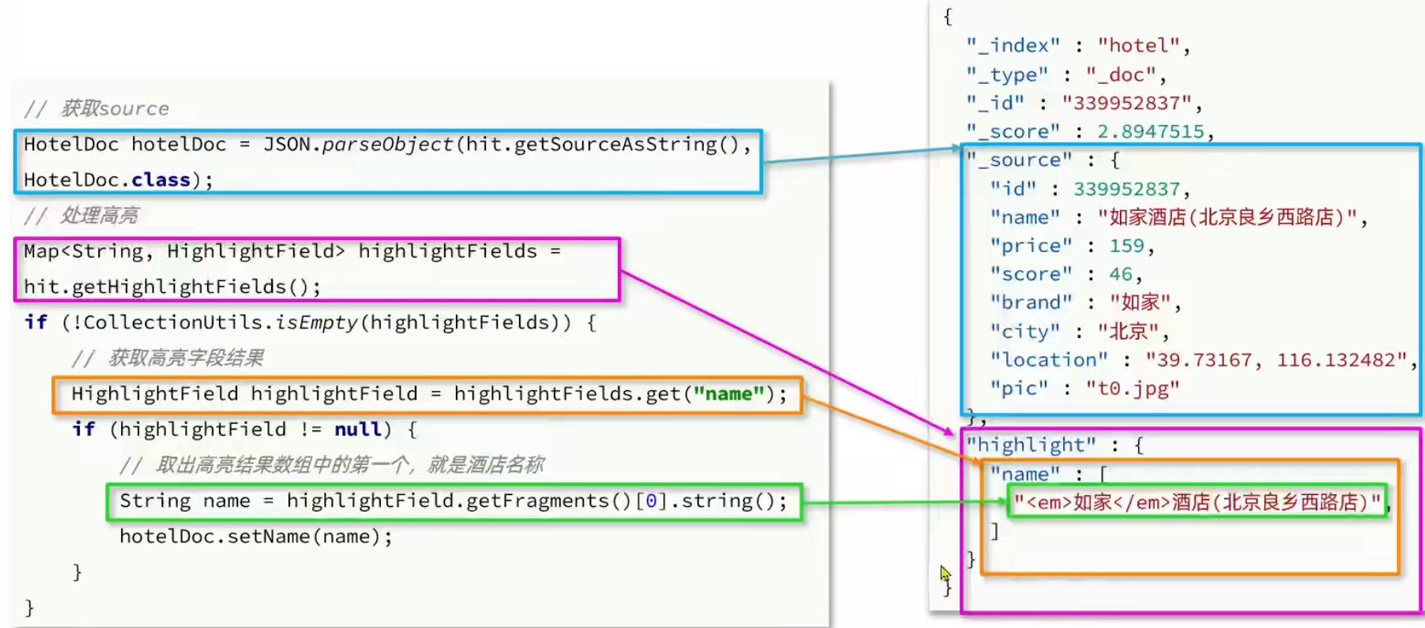 // 获取source
HotelDoc hotelDoc = JSON.parseObject(hit.getSourceAsString(),
HotelDoc.class);
// 处理高亮
Map<String, HighlightField> highlightFields =
hit.getHighlightFields();
if (!CollectionUtils.isEmpty(highlightFields)) {
    // 获取高亮字段结果
    HighlightField highlightField = highlightFields.get("name");
    if (highlightField != null) {
        // 取出高亮结果数组中的第一个，就是酒店名称
        String name = highlightField.getFragments()[0].string();
        hotelDoc.setName(name);
    }
}
{
  "_index" : "hotel",
  "_type" : "_doc",
  "_id" : "339952837",
  "_score" : 2.8947515,
  "_source" : {
    "id" : 339952837,
    "name" : "如家酒店(北京良乡西路店)",
    "price" : 159,
    "score" : 46,
    "brand" : "如家",
    "city" : "北京",
    "location" : "39.73167, 116.132482",
    "pic" : "t0.jpg"
  },
  "highlight" : {
    "name" : [
      "<em>如家</em>酒店(北京良乡西路店)",
    ]
  }
}